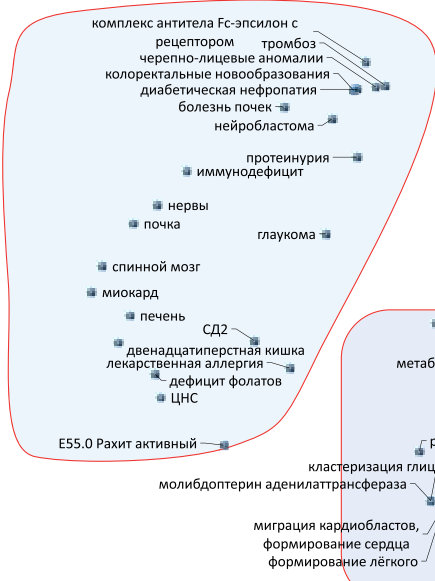 комплекс антитела Fc-эпсилон с
рецептором
тромбоз
черепно-лицевые аномалии
колоректальные новообразования
диабетическая нефропатия
болезнь почек
нейробластома
протеинурия
иммунодефицит
нервы
почка
глаукома
спинной мозг
миокард
печень
СД2
двенадцатиперстная кишка
лекарственная аллергия
дефицит фолатов
ЦНС
E55.0 Рахит активный
метаб
кластеризация глиц
молибдоптерин аденилаттрансфераза
миграция кардиобластов,
формирование сердца
формирование лёгкого